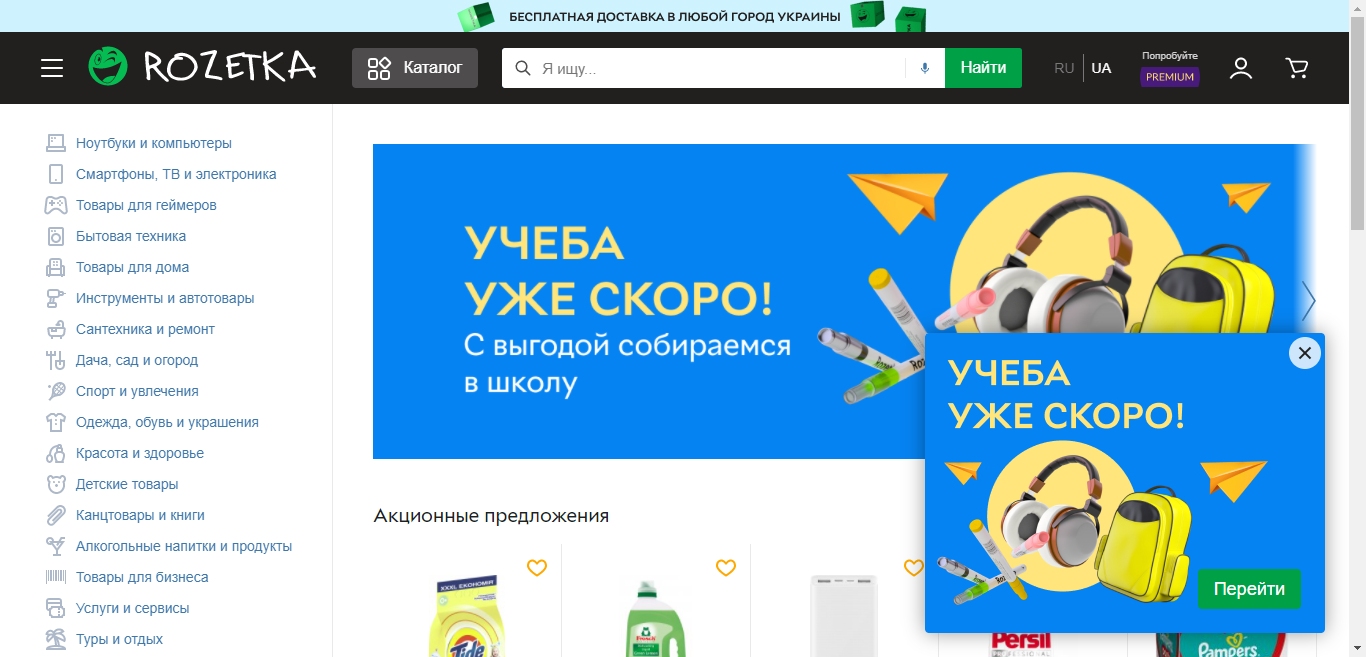 БЕСПЛАТНАЯ ДОСТАВКА В ЛЮБОЙ ГОРОД УКРАИНЫ
ROZETKA
Каталог
Я ищу...
Найти
RU
UA
Попробуйте
PREMIUM
Ноутбуки и компьютеры
Смартфоны, ТВ и электроника
Товары для геймеров
Бытовая техника
Товары для дома
Инструменты и автотовары
Сантехника и ремонт
Дача, сад и огород
Спорт и увлечения
Одежда, обувь и украшения
Красота и здоровье
Детские товары
Канцтовары и книги
Алкогольные напитки и продукты
Товары для бизнеса
Услуги и сервисы
Туры и отдых
УЧЕБА
УЖЕ СКОРО!
С выгодой собираемся
в школу
УЧЕБА
УЖЕ СКОРО!
Перейти
Акционные предложения
XXXL ЕКОНОМІЯ
Tide
Frosch
Persil
Pampers